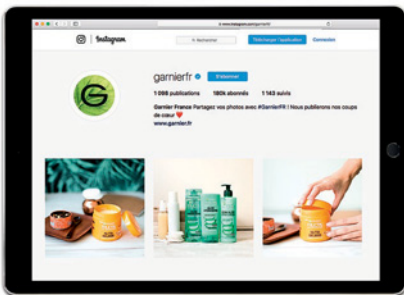 www.instagram.com/garnierfr/
Instagram
Rechercher
Télécharger l'application
Connexion
G
garnierfr
S'abonner
1 098 publications 180k abonnés 1 143 suivis
Garnier France Partagez vos photos avec #GarnierFR ! Nous publierons nos coups
de cœur ❤
www.garnier.fr